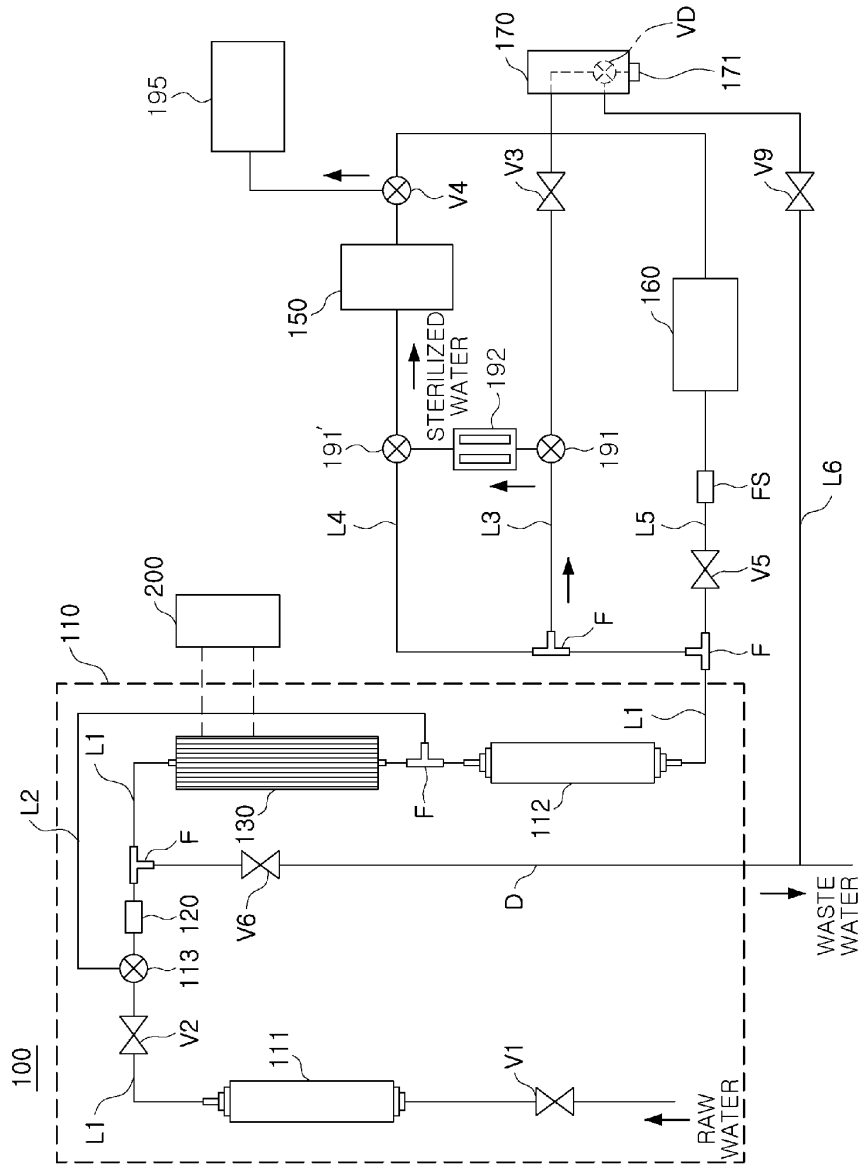 100
L1
V2
113
120
F
L1
L2
110
200
111
V1
RAW
WATER
V6
D
WASTE
WATER
130
F
112
L1
F
F
L4
L3
191'
191
192
STERILIZED
WATER
150
V4
195
V3
170
VD
171
L5
V5
FS
160
L6
V9